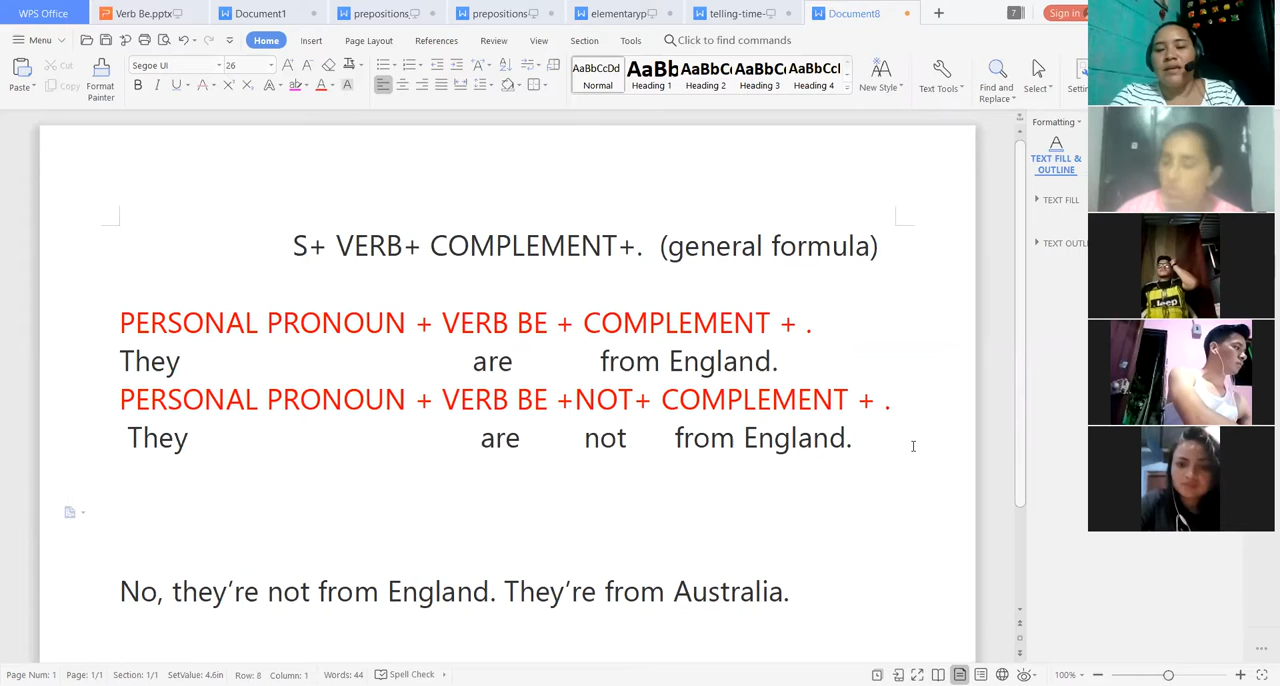 WPS Office Verb Be.pptx Document1 prepositions prepositions elementaryp telling-time- Document8 + 7 Sign in
Menu Home Insert Page Layout References Review View Section Tools Click to find commands
Paste Cut Copy Format Painter Segoe UI 26 B I U A X² X₂ A ab A A AaBbCcDd Normal AaBb Heading 1 AaBbC Heading 2 AaBbC Heading 3 AaBbCcI Heading 4 New Style Text Tools Find and Replace Select
Formatting
TEXT FILL & OUTLINE
TEXT FILL
S+ VERB+ COMPLEMENT+. (general formula)
PERSONAL PRONOUN + VERB BE + COMPLEMENT + .
They are from England.
PERSONAL PRONOUN + VERB BE +NOT+ COMPLEMENT + .
They are not from England.
No, they’re not from England. They’re from Australia.
Jeep
Page Num: 1 Page: 1/1 Section: 1/1 SetValue: 4.6in Row: 8 Column: 1 Words: 44 Spell Check 100%